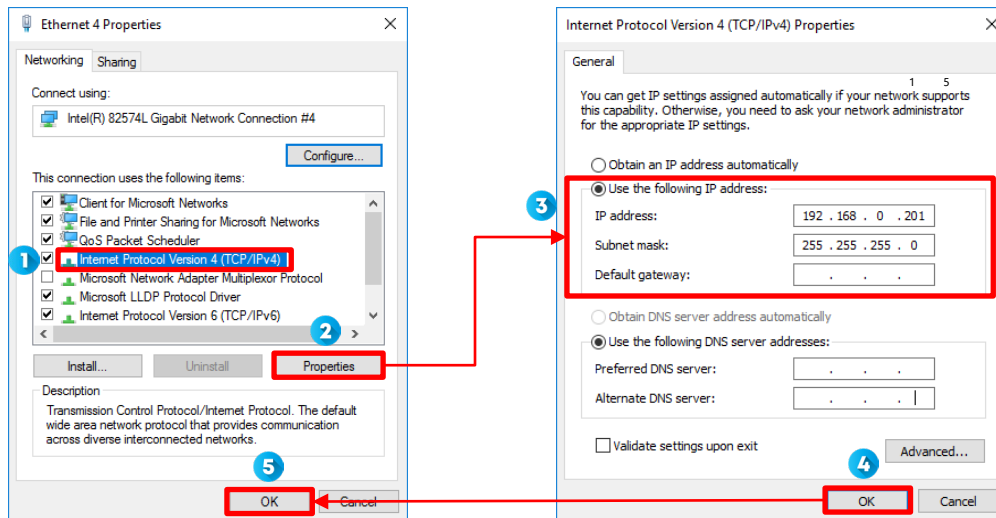 Ethernet 4 Properties
Networking Sharing
Connect using:
Intel(R) 82574L Gigabit Network Connection #4
Configure...
This connection uses the following items:
Client for Microsoft Networks
File and Printer Sharing for Microsoft Networks
QoS Packet Scheduler
1 Internet Protocol Version 4 (TCP/IPv4)
Microsoft Network Adapter Multiplexor Protocol
Microsoft LLDP Protocol Driver
Internet Protocol Version 6 (TCP/IPv6)
2
Install... Uninstall Properties
Description
Transmission Control Protocol/Internet Protocol. The default
wide area network protocol that provides communication
across diverse interconnected networks.
5
OK Cancel
Internet Protocol Version 4 (TCP/IPv4) Properties
General
1 5
You can get IP settings assigned automatically if your network supports
this capability. Otherwise, you need to ask your network administrator
for the appropriate IP settings.
Obtain an IP address automatically
Use the following IP address:
3
IP address: 192 . 168 . 0 . 201
Subnet mask: 255 . 255 . 255 . 0
Default gateway: . . .
Obtain DNS server address automatically
Use the following DNS server addresses:
Preferred DNS server: . . .
Alternate DNS server: . . .
Validate settings upon exit
Advanced...
4
OK Cancel